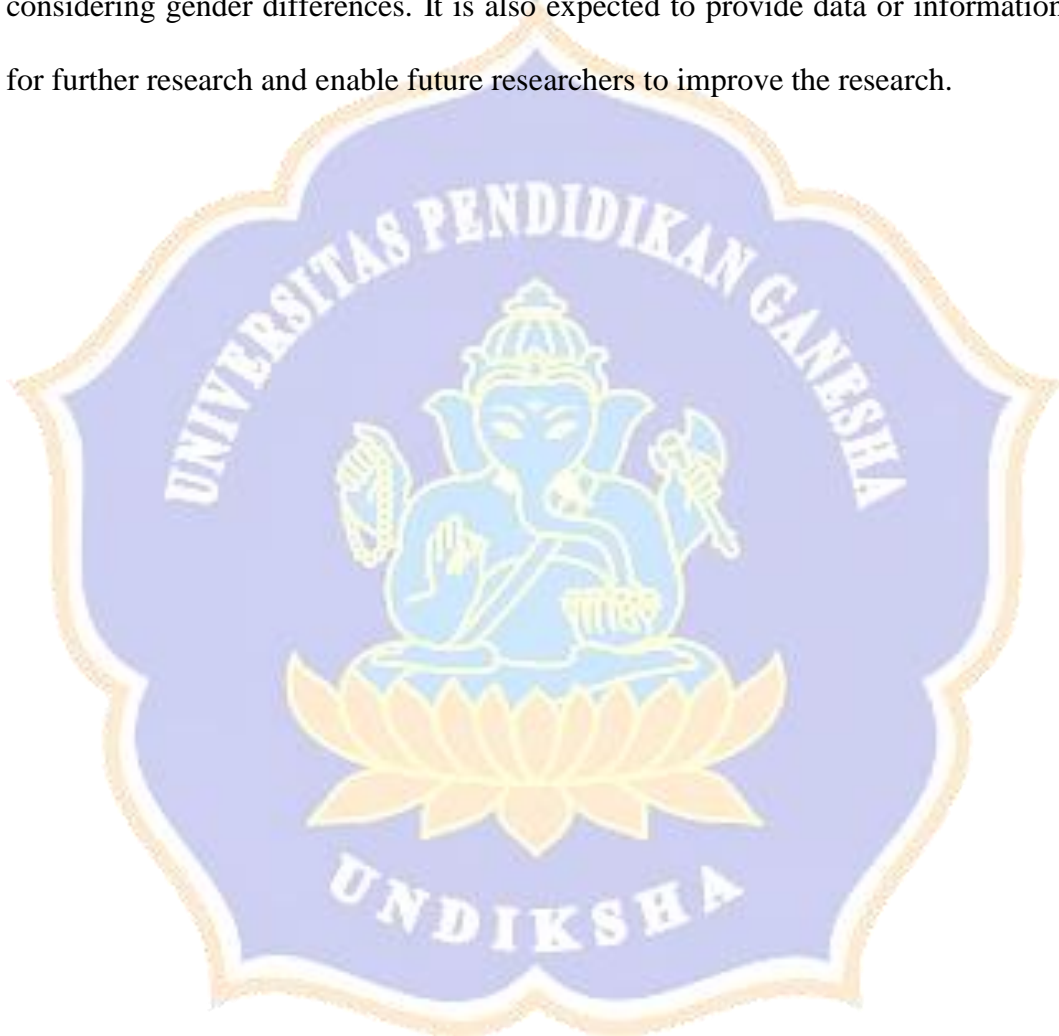 considering gender differences. It is also expected to provide data or information
for further research and enable future researchers to improve the research.
UNIVERSITAS PENDIDIKAN GANESHA
UNDIKSHA